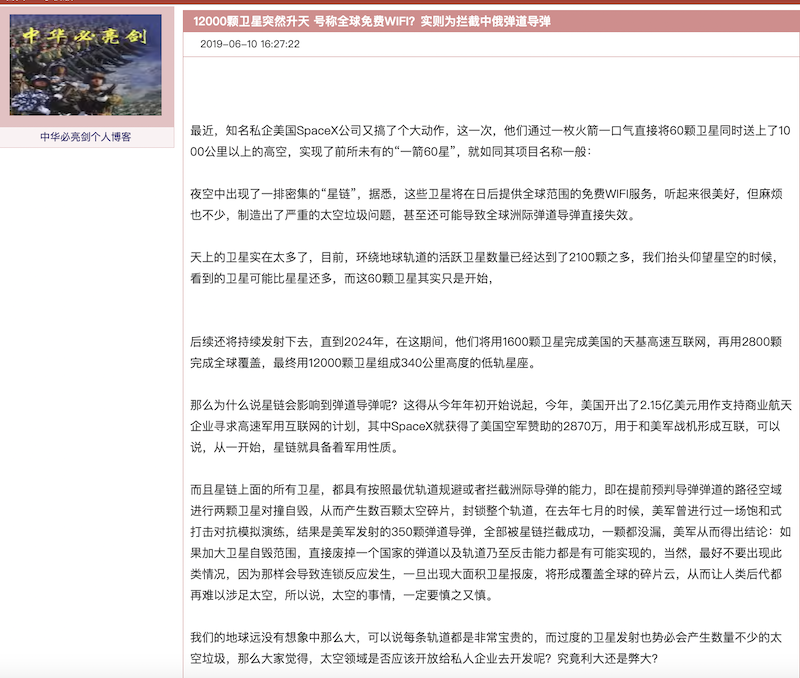 中华必亮剑
中华必亮剑个人博客
12000颗卫星突然升天 号称全球免费WIFI? 实则为拦截中俄弹道导弹
2019-06-10 16:27:22
最近，知名私企美国SpaceX公司又搞了个大动作，这一次，他们通过一枚火箭一口气直接将60颗卫星同时送上了10
00公里以上的高空，实现了前所未有的“一箭60星”，就如同其项目名称一般：
夜空中出现了一排密集的“星链”，据悉，这些卫星将在日后提供全球范围的免费WIFI服务，听起来很美好，但麻烦
也不少，制造出了严重的太空垃圾问题，甚至还可能导致全球洲际弹道导弹直接失效。
天上的卫星实在太多了，目前，环绕地球轨道的活跃卫星数量已经达到了2100颗之多，我们抬头仰望星空的时候，
看到的卫星可能比星星还多，而这60颗卫星其实只是开始，
后续还将持续发射下去，直到2024年，在这期间，他们将用1600颗卫星完成美国的天基高速互联网，再用2800颗
完成全球覆盖，最终用12000颗卫星组成340公里高度的低轨星座。
那么为什么说星链会影响到弹道导弹呢？这得从今年年初开始说起，今年，美国开出了2.15亿美元用作支持商业航天
企业寻求高速军用互联网的计划，其中SpaceX就获得了美国空军赞助的2870万，用于和美军战机形成互联，可以
说，从一开始，星链就具备着军用性质。
而且星链上面的所有卫星，都具有按照最优轨道规避或者拦截洲际导弹的能力，即在提前预判导弹弹道的路径空域
进行两颗卫星对撞自毁，从而产生数百颗太空碎片，封锁整个轨道，在去年七月的时候，美军曾进行过一场饱和式
打击对抗模拟演练，结果是美军发射的350颗弹道导弹，全部被星链拦截成功，一颗都没漏，美军从而得出结论：如
果加大卫星自毁范围，直接废掉一个国家的弹道以及轨道乃至反击能力都是有可能实现的，当然，最好不要出现此
类情况，因为那样会导致连锁反应发生，一旦出现大面积卫星报废，将形成覆盖全球的碎片云，从而让人类后代都
再难以涉足太空，所以说，太空的事情，一定要慎之又慎。
我们的地球远没有想象中那么大，可以说每条轨道都是非常宝贵的，而过度的卫星发射也势必会产生数量不少的太
空垃圾，那么大家觉得，太空领域是否应该开放给私人企业去开发呢？究竟利大还是弊大？